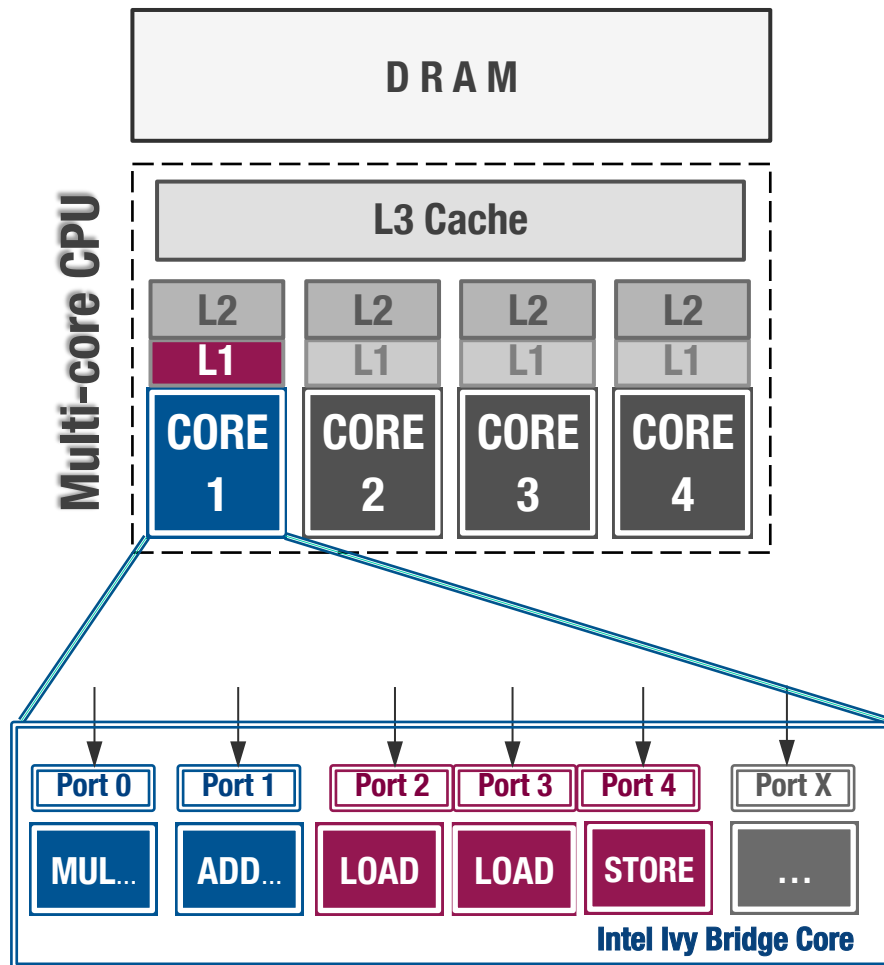 D R A M
Multi-core CPU
L3 Cache
L2 L2 L2 L2
L1 L1 L1 L1
CORE 1
CORE 2
CORE 3
CORE 4
Port 0 Port 1 Port 2 Port 3 Port 4 Port X
MUL... ADD... LOAD LOAD STORE ...
Intel Ivy Bridge Core